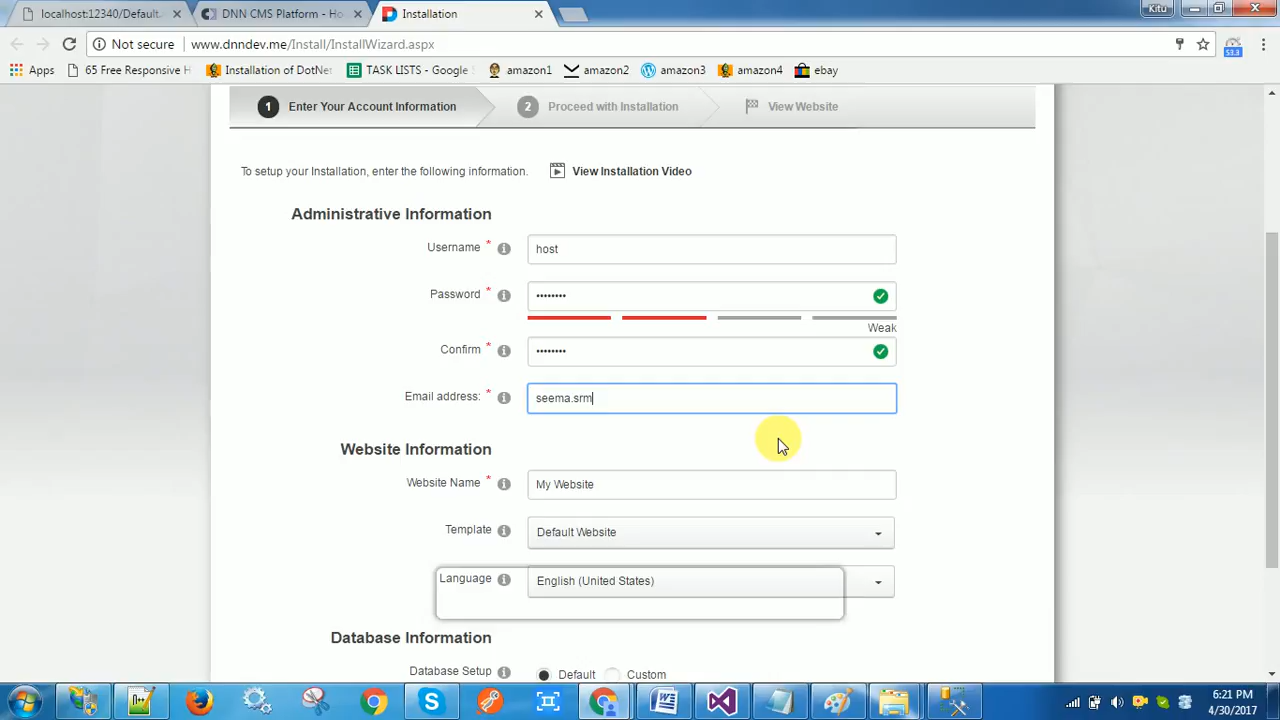 localhost:12340/Default.
DNN CMS Platform - Ho
Installation
Kitu
Not secure
www.dnndev.me/Install/InstallWizard.aspx
53.3
Apps
65 Free Responsive H
Installation of DotNet
TASK LISTS - Google
amazon1
amazon2
amazon3
amazon4
ebay
1 Enter Your Account Information
2 Proceed with Installation
View Website
To setup your Installation, enter the following information.
View Installation Video
Administrative Information
Username *
host
Password *
••••••••
Weak
Confirm *
••••••••
Email address: *
seema.srm
Website Information
Website Name *
My Website
Template
Default Website
Language
English (United States)
Database Information
Database Setup
Default
Custom
6:21 PM
4/30/2017